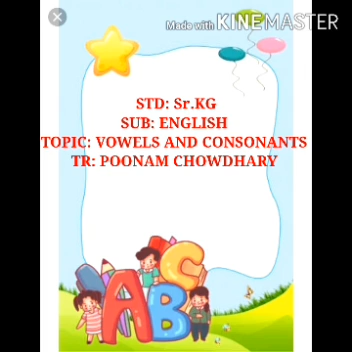 Made with KINEMASTER
STD: Sr.KG
SUB: ENGLISH
TOPIC: VOWELS AND CONSONANTS
TR: POONAM CHOWDHARY
ABC